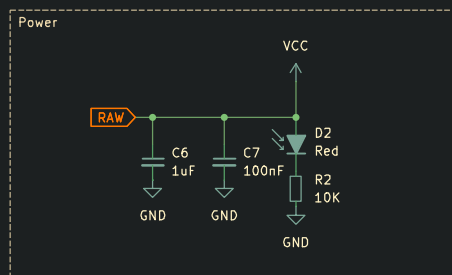 Power
VCC
RAW
C6
1uF
C7
100nF
D2
Red
R2
10K
GND
GND
GND